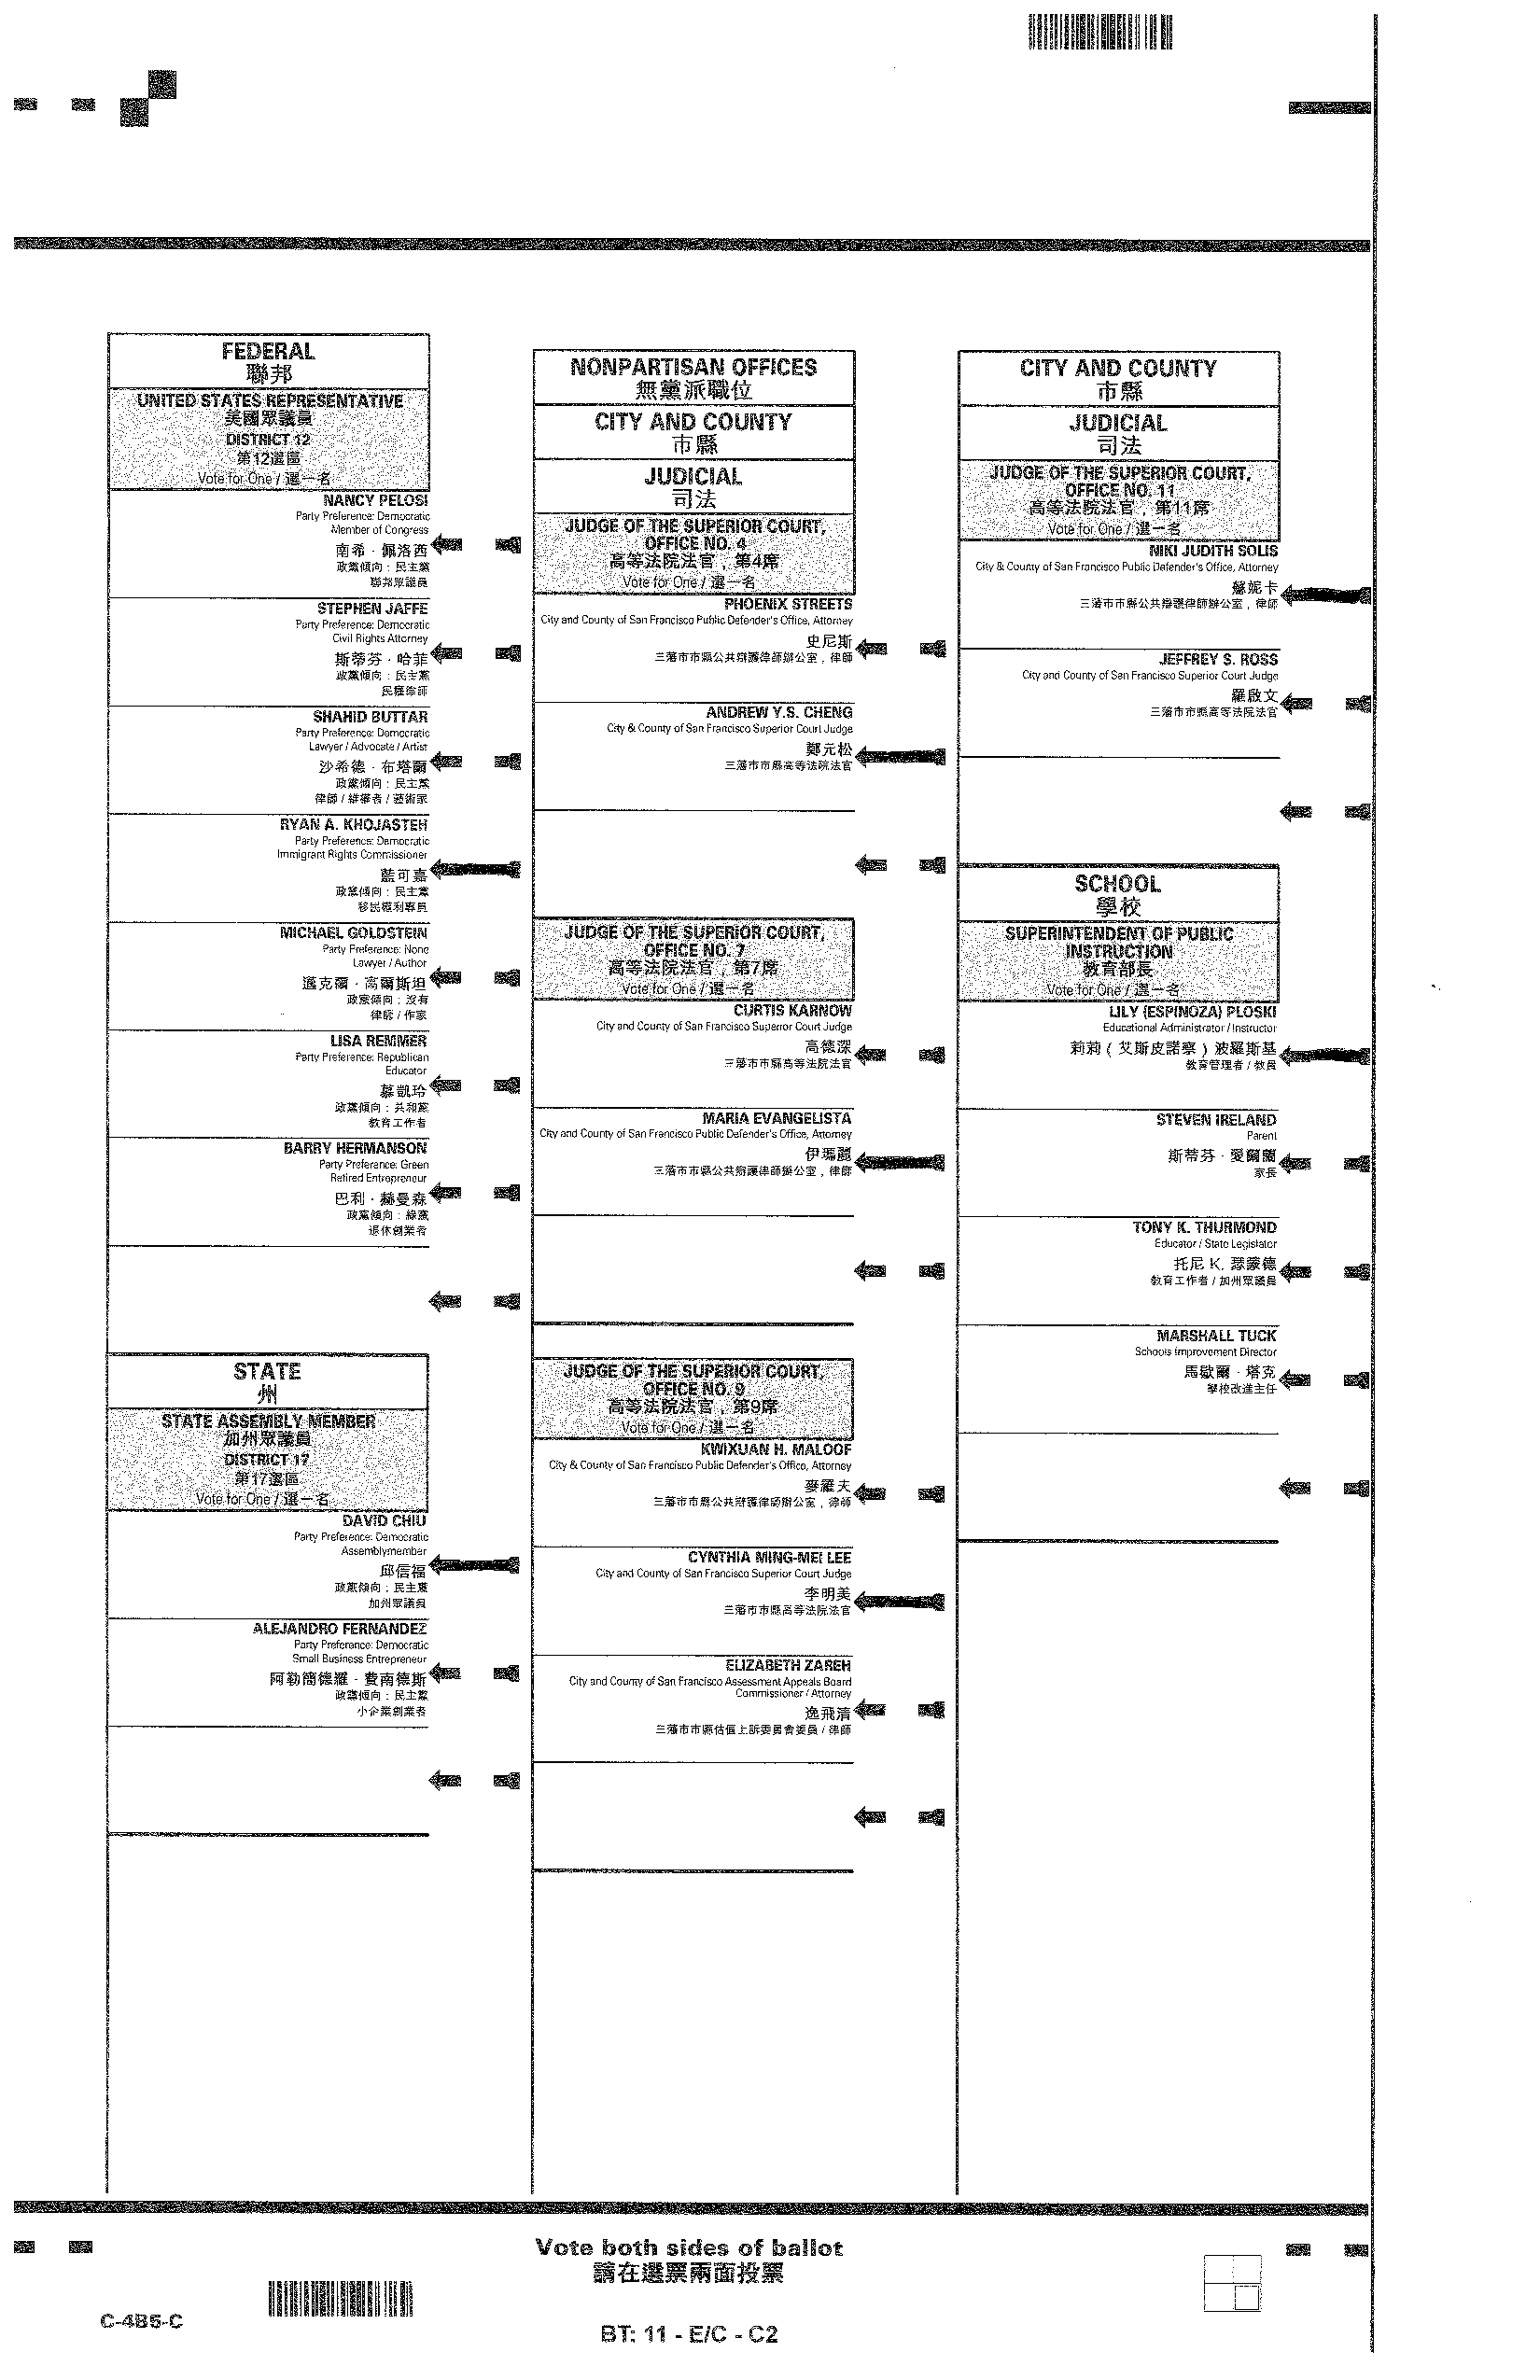 FEDERAL
聯邦
UNITED STATES REPRESENTATIVE
美國眾議員
DISTRICT 12
第12選區
Vote for One / 選一名
NANCY PELOSI
Party Preference: Democratic
Member of Congress
南希 · 佩洛西
政黨傾向：民主黨
聯邦眾議員
STEPHEN JAFFE
Party Preference: Democratic
Civil Rights Attorney
斯蒂芬 · 哈菲
政黨傾向：民主黨
民權律師
SHAHID BUTTAR
Party Preference: Democratic
Lawyer / Advocate / Artist
沙希德 · 布塔爾
政黨傾向：民主黨
律師 / 維權者 / 藝術家
RYAN A. KHOJASTEH
Party Preference: Democratic
Immigrant Rights Commissioner
藍可嘉
政黨傾向：民主黨
移民權利專員
MICHAEL GOLDSTEIN
Party Preference: None
Lawyer / Author
邁克爾 · 高爾斯坦
政黨傾向：沒有
律師 / 作家
LISA REMMER
Party Preference: Republican
Educator
慕凱玲
政黨傾向：共和黨
教育工作者
BARRY HERMANSON
Party Preference: Green
Retired Entrepreneur
巴利 · 赫曼森
政黨傾向：綠黨
退休創業者
STATE
州
STATE ASSEMBLY MEMBER
加州眾議員
DISTRICT 17
第17選區
Vote for One / 選一名
DAVID CHIU
Party Preference: Democratic
Assemblymember
邱信福
政黨傾向：民主黨
加州眾議員
ALEJANDRO FERNANDEZ
Party Preference: Democratic
Small Business Entrepreneur
阿勒簡德羅 · 費南德斯
政黨傾向：民主黨
小企業創業者
NONPARTISAN OFFICES
無黨派職位
CITY AND COUNTY
市縣
JUDICIAL
司法
JUDGE OF THE SUPERIOR COURT,
OFFICE NO. 4
高等法院法官，第4席
Vote for One / 選一名
PHOENIX STREETS
City and County of San Francisco Public Defender's Office, Attorney
史尼斯
三藩市市縣公共辯護律師辦公室，律師
ANDREW Y.S. CHENG
City & County of San Francisco Superior Court Judge
鄭元松
三藩市市縣高等法院法官
JUDGE OF THE SUPERIOR COURT,
OFFICE NO. 7
高等法院法官，第7席
Vote for One / 選一名
CURTIS KARNOW
City and County of San Francisco Superior Court Judge
高德深
三藩市市縣高等法院法官
MARIA EVANGELISTA
City and County of San Francisco Public Defender's Office, Attorney
伊瑪麗
三藩市市縣公共辯護律師辦公室，律師
JUDGE OF THE SUPERIOR COURT,
OFFICE NO. 9
高等法院法官，第9席
Vote for One / 選一名
KWIXUAN H. MALOOF
City & County of San Francisco Public Defender's Office, Attorney
麥羅夫
三藩市市縣公共辯護律師辦公室，律師
CYNTHIA MING-MEI LEE
City and County of San Francisco Superior Court Judge
李明美
三藩市市縣高等法院法官
ELIZABETH ZAREH
City and County of San Francisco Assessment Appeals Board
Commissioner / Attorney
逸飛清
三藩市市縣估值上訴委員會委員 / 律師
CITY AND COUNTY
市縣
JUDICIAL
司法
JUDGE OF THE SUPERIOR COURT,
OFFICE NO. 11
高等法院法官，第11席
Vote for One / 選一名
NIKI JUDITH SOLIS
City & County of San Francisco Public Defender's Office, Attorney
蘇妮卡
三藩市市縣公共辯護律師辦公室，律師
JEFFREY S. ROSS
City and County of San Francisco Superior Court Judge
羅啟文
三藩市市縣高等法院法官
SCHOOL
學校
SUPERINTENDENT OF PUBLIC
INSTRUCTION
教育部長
Vote for One / 選一名
LILY (ESPINOZA) PLOSKI
Educational Administrator / Instructor
莉莉（艾斯皮諾察）波羅斯基
教育管理者 / 教員
STEVEN IRELAND
Parent
斯蒂芬 · 愛爾蘭
家長
TONY K. THURMOND
Educator / State Legislator
托尼 K. 瑟蒙德
教育工作者 / 加州眾議員
MARSHALL TUCK
Schools Improvement Director
馬歇爾 · 塔克
學校改進主任
Vote both sides of ballot
請在選票兩面投票
C-4B5-C
BT: 11 - E/C - C2